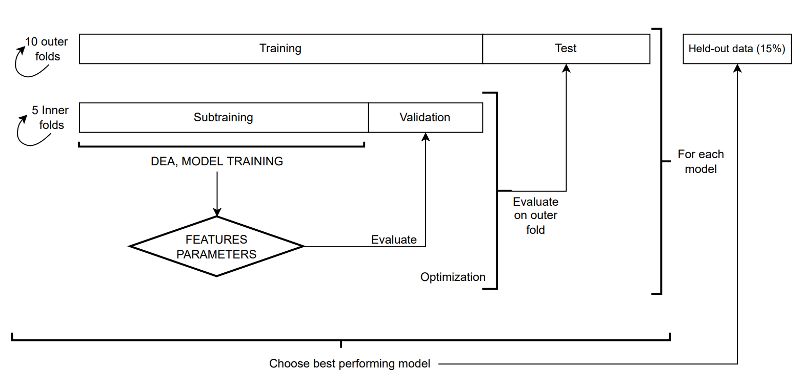 10 outer
folds
Training
Test
Held-out data (15%)
5 Inner
folds
Subtraining
Validation
DEA, MODEL TRAINING
For each
model
FEATURES
PARAMETERS
Evaluate
Evaluate
on outer
fold
Optimization
Choose best performing model